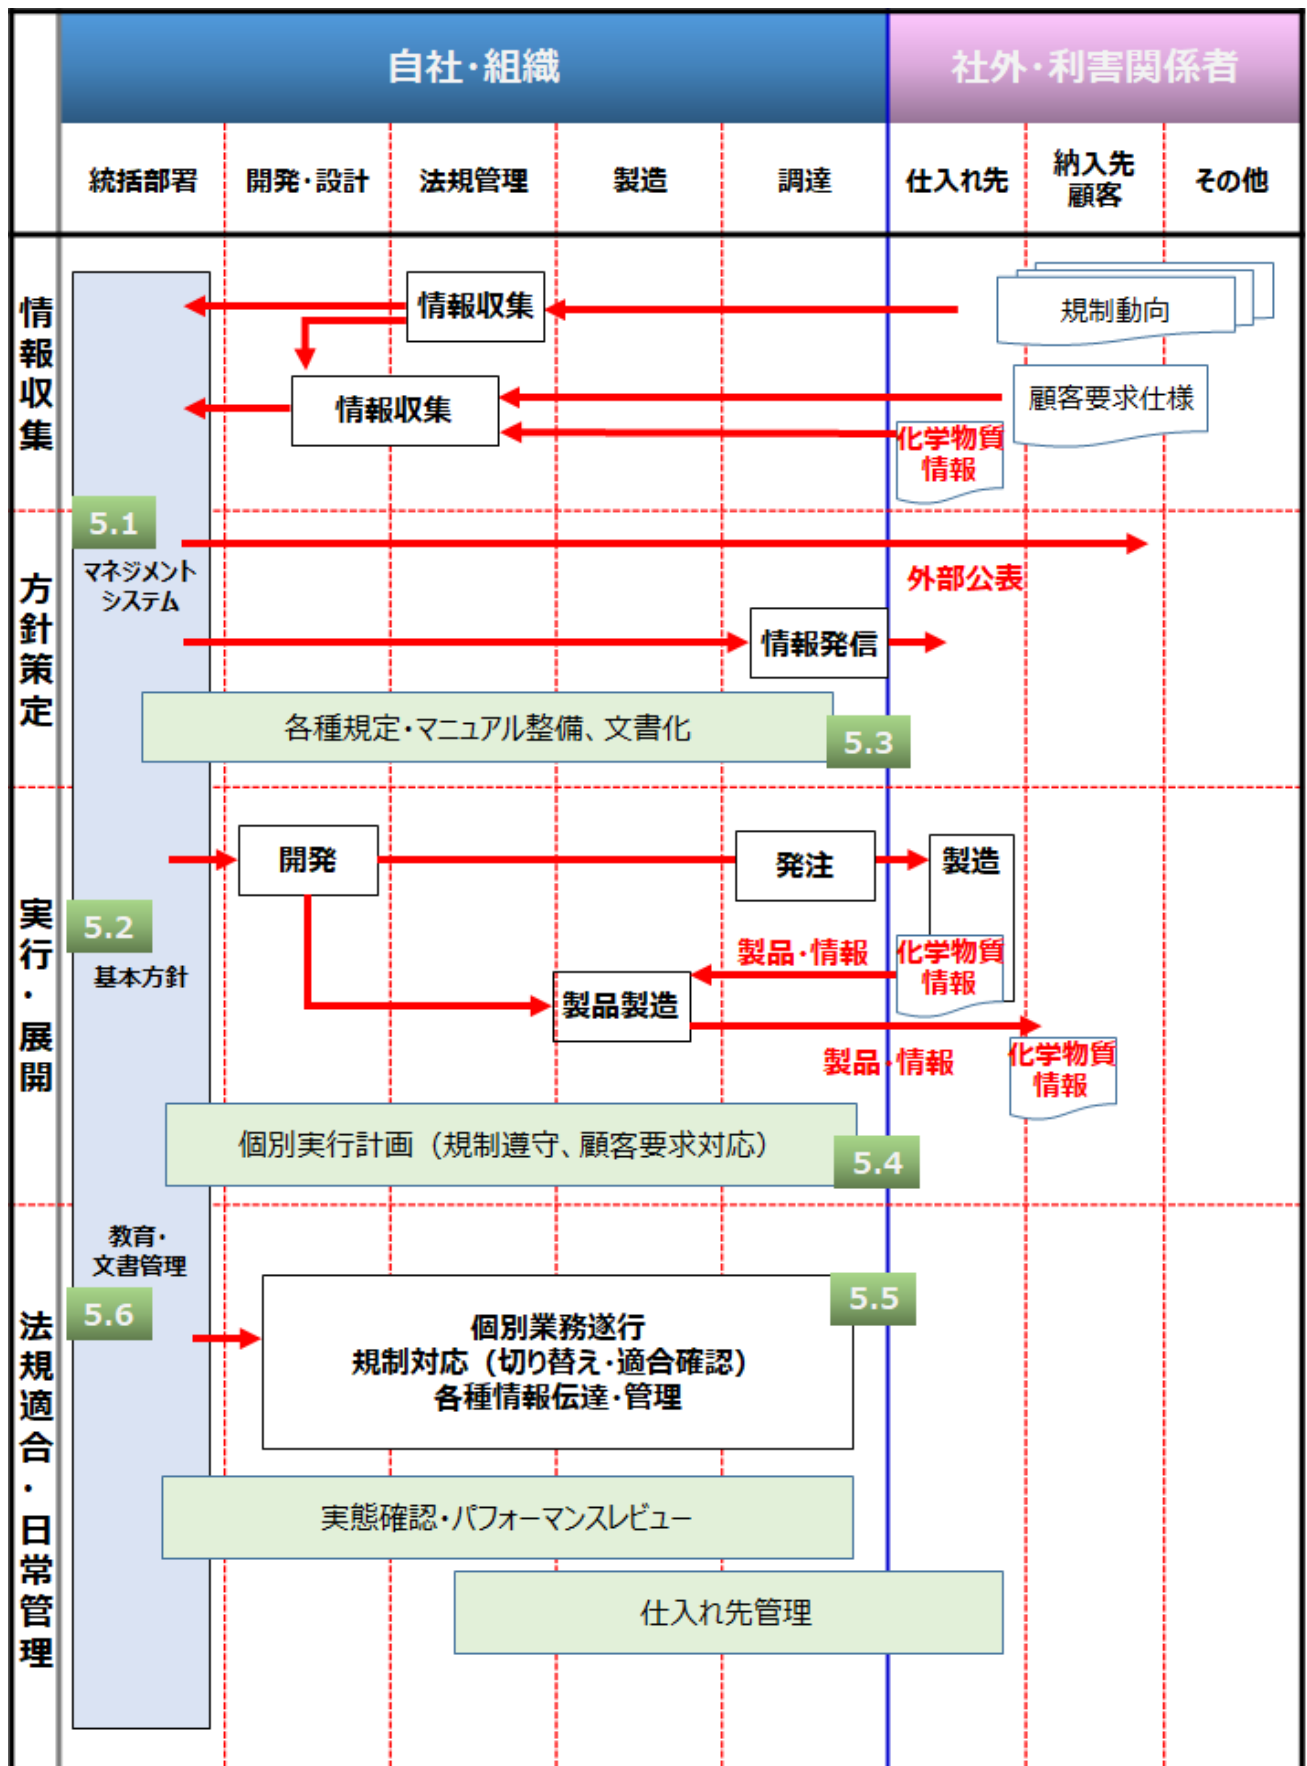 自社・組織
社外・利害関係者
統括部署
開発・設計
法規管理
製造
調達
仕入れ先
納入先
顧客
その他
情報収集
情報収集
規制動向
情報収集
顧客要求仕様
化学物質
情報
方針策定
5.1
マネジメント
システム
外部公表
情報発信
各種規定・マニュアル整備、文書化
5.3
実行・展開
開発
発注
製造
5.2
基本方針
製品・情報
化学物質
情報
製品製造
製品・情報
化学物質
情報
個別実行計画（規制遵守、顧客要求対応）
5.4
法規適合・日常管理
教育・
文書管理
5.6
5.5
個別業務遂行
規制対応（切り替え・適合確認）
各種情報伝達・管理
実態確認・パフォーマンスレビュー
仕入れ先管理